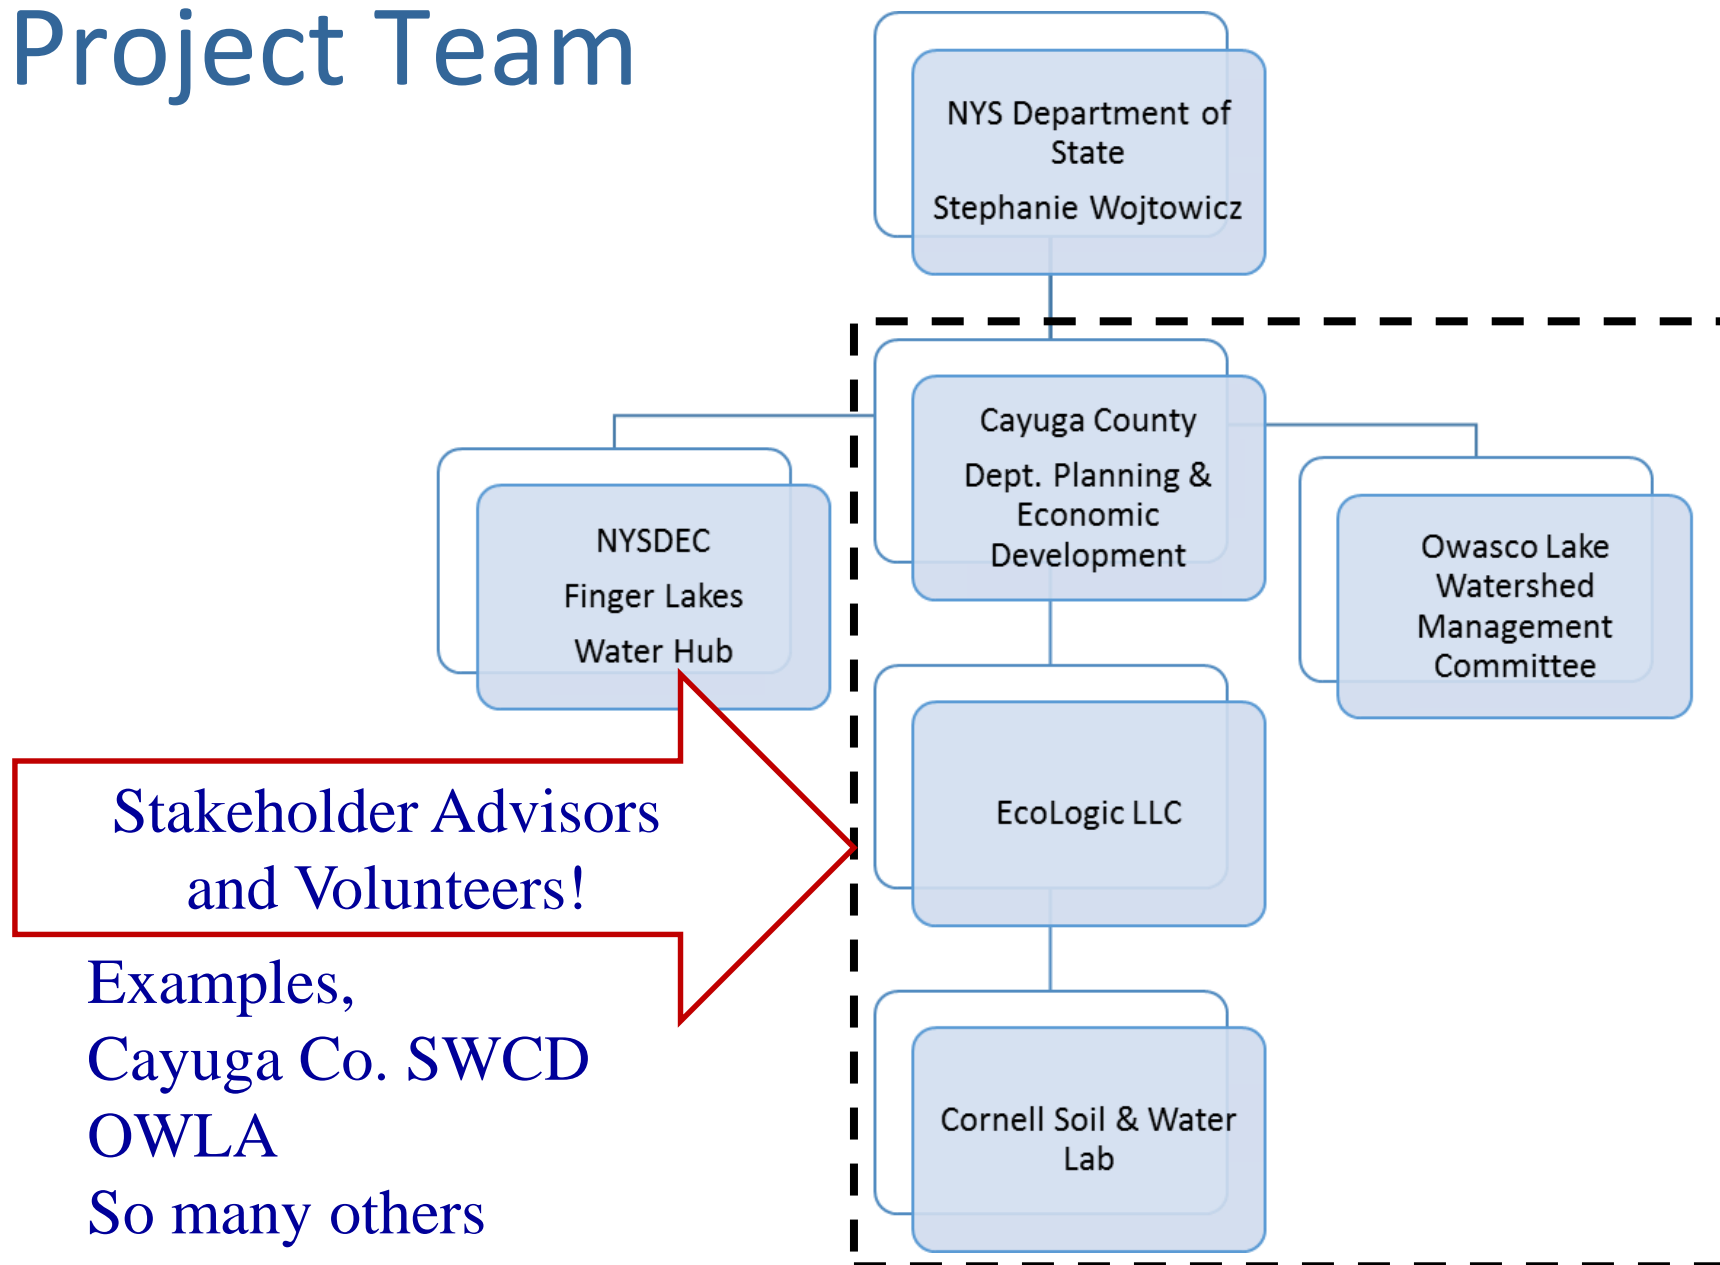 Project Team
NYS Department of
State
Stephanie Wojtowicz
Cayuga County
Dept. Planning &
Economic
Development
NYSDEC
Finger Lakes
Water Hub
Owasco Lake
Watershed
Management
Committee
EcoLogic LLC
Cornell Soil & Water
Lab
Stakeholder Advisors
and Volunteers!
Examples,
Cayuga Co. SWCD
OWLA
So many others